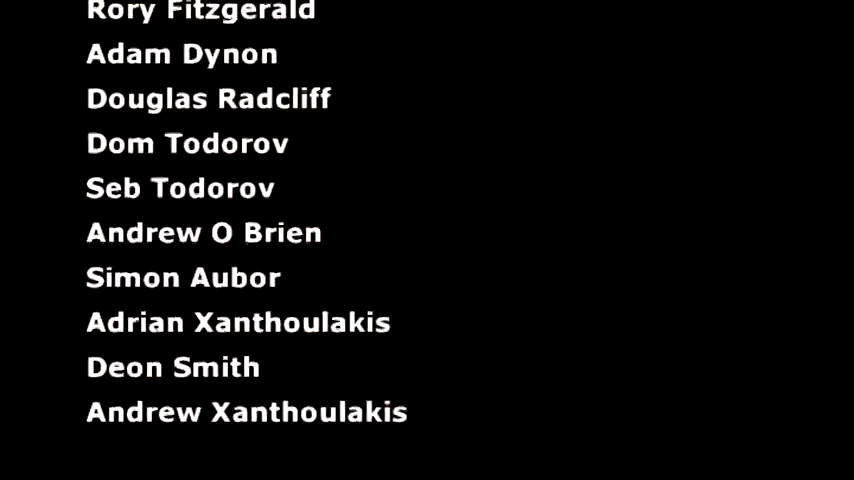 Rory Fitzgerald
Adam Dynon
Douglas Radcliff
Dom Todorov
Seb Todorov
Andrew O Brien
Simon Aubor
Adrian Xanthoulakis
Deon Smith
Andrew Xanthoulakis